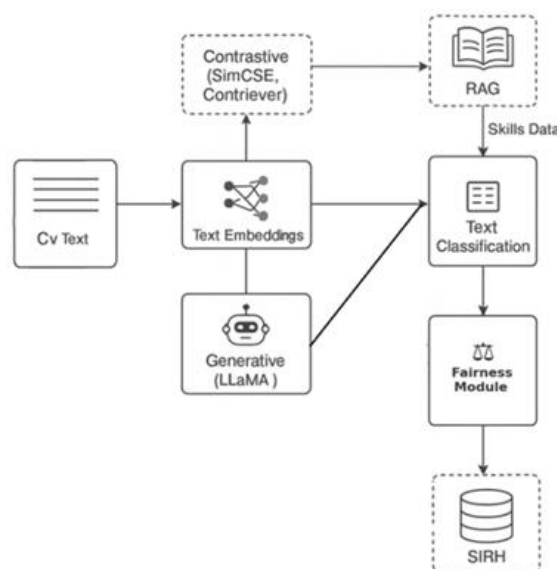 Contrastive
(SimCSE,
Contriever)
RAG
Skills Data
Cv Text
Text Embeddings
Text
Classification
Generative
(LLaMA )
Fairness
Module
SIRH